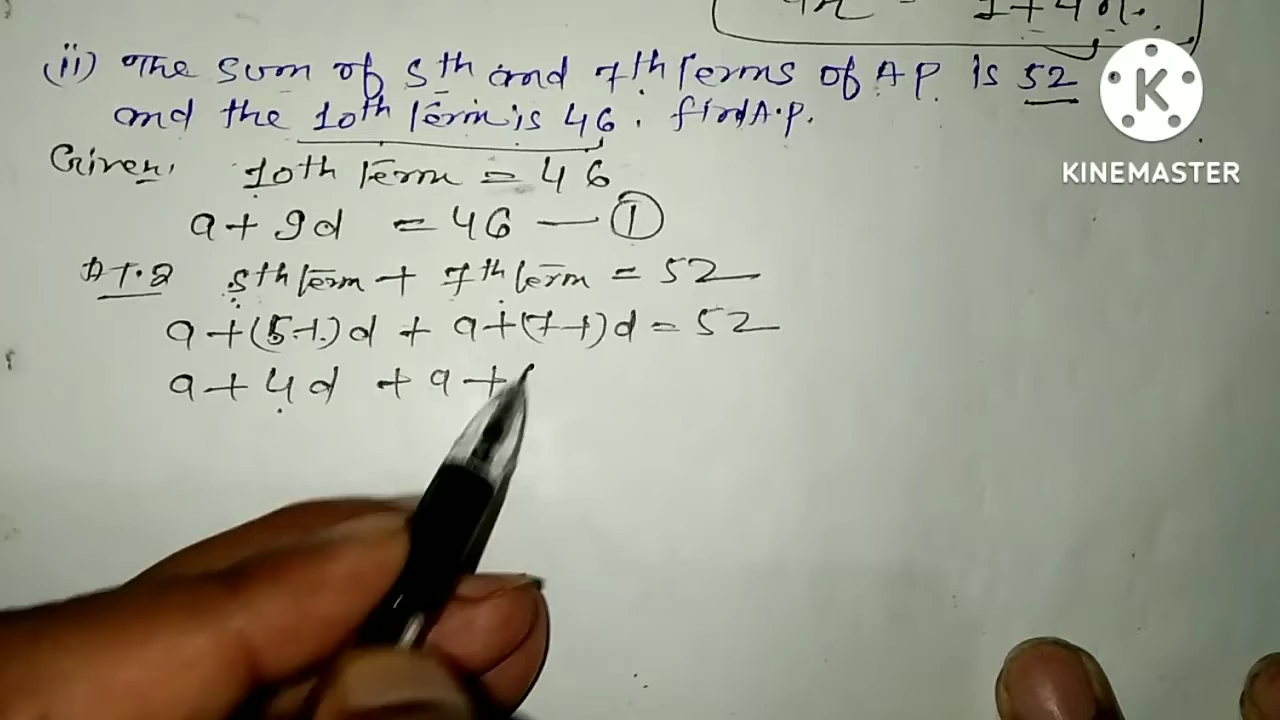 (ii) The sum of 5th and 7th terms of A.P. is 52
and the 10th term is 46. find A.P.
Given, 10th term = 46
a + 9d = 46 — ①
5th term + 7th term = 52
a + (5-1)d + a + (7-1)d = 52
a + 4d + a +
K
KINEMASTER